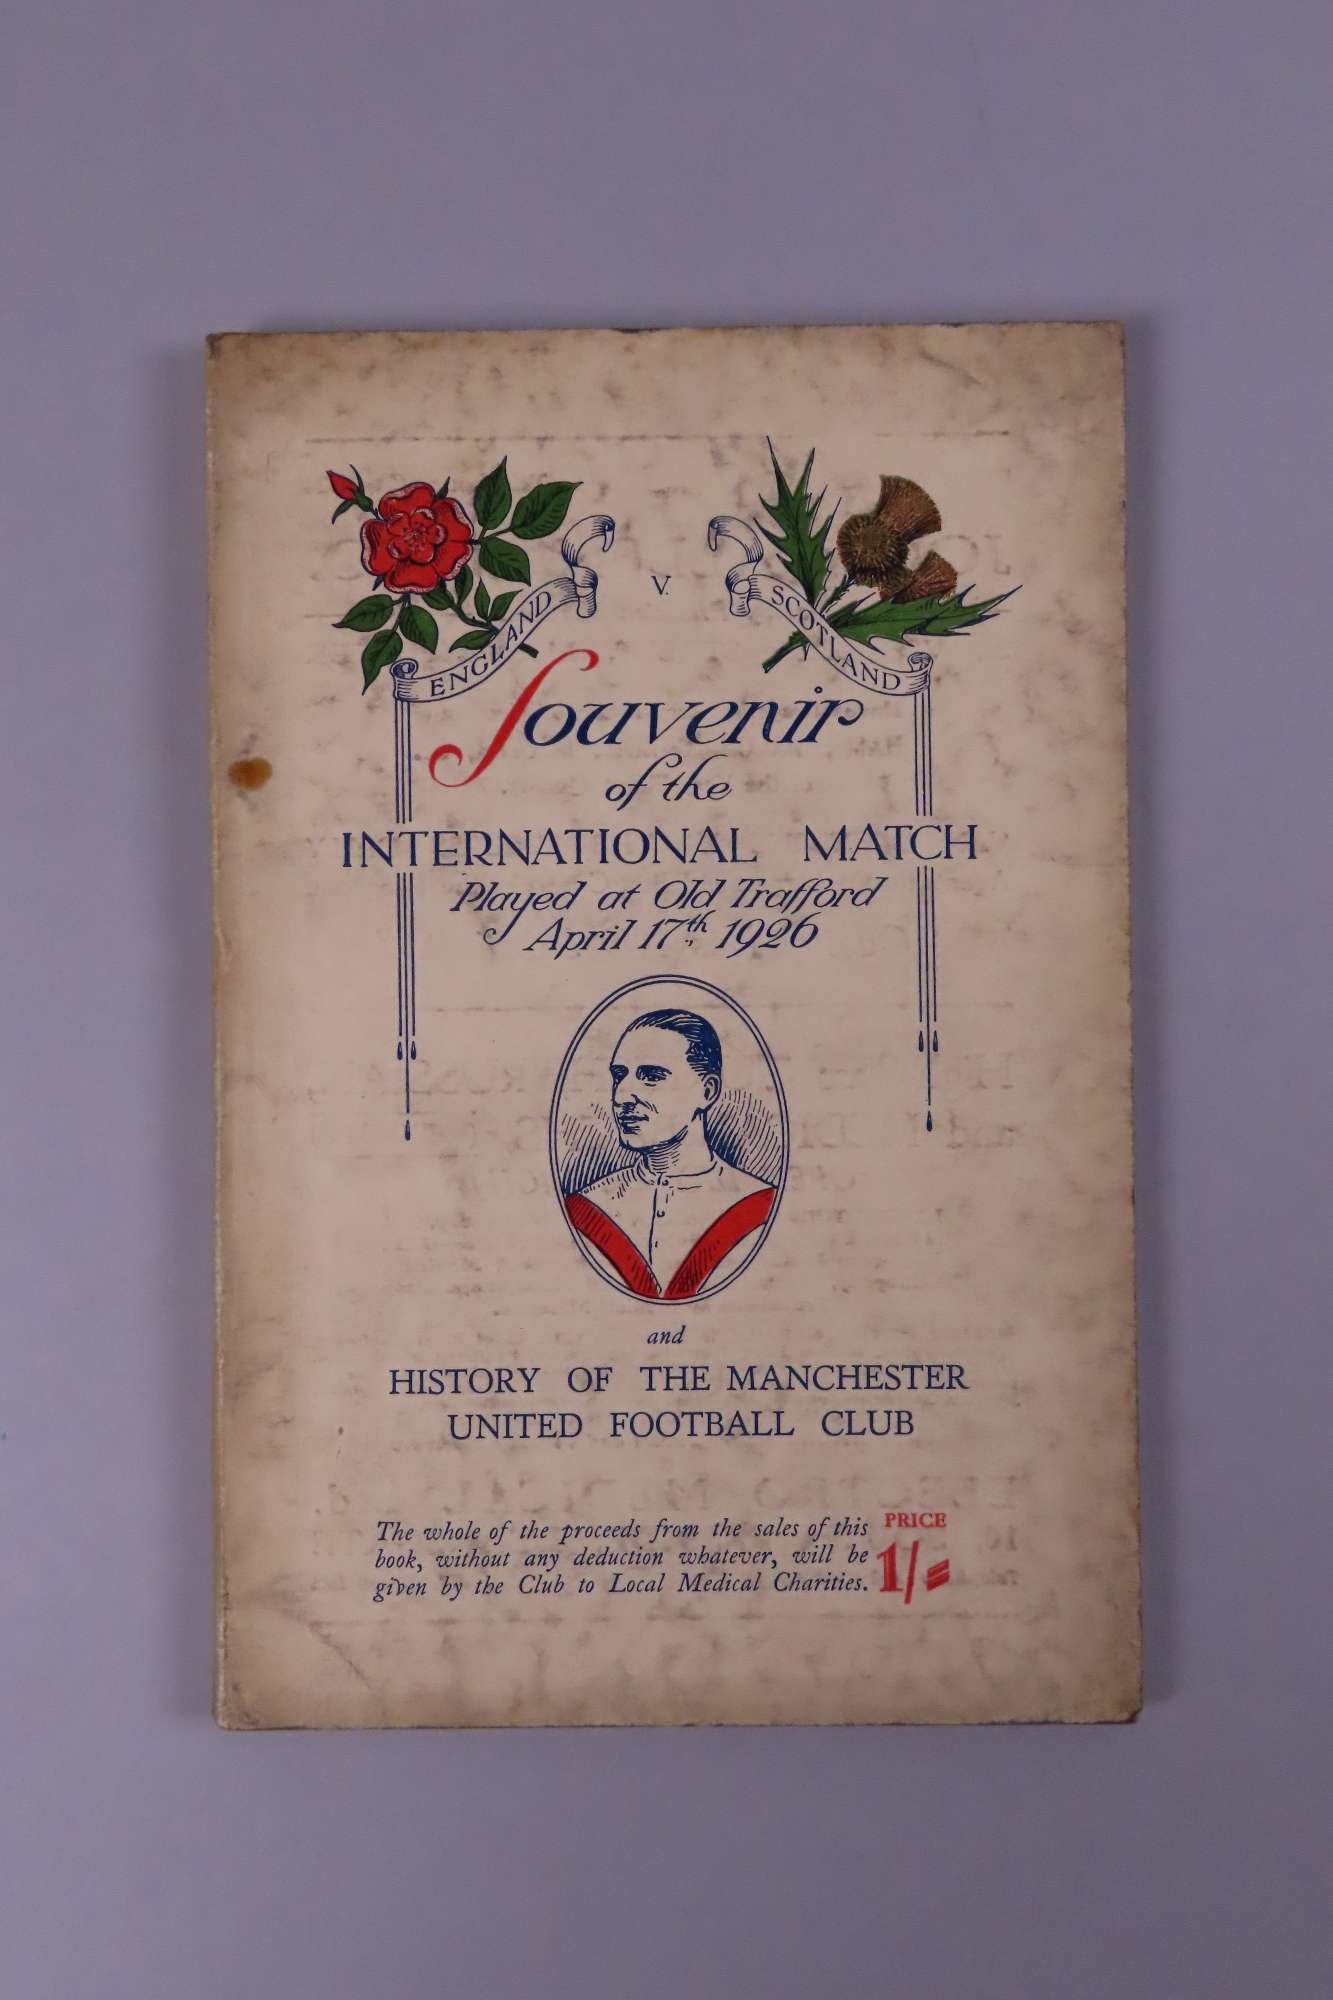 ENGLAND V. SCOTLAND
Souvenir
of the
INTERNATIONAL MATCH
Played at Old Trafford
April 17th, 1926
and
HISTORY OF THE MANCHESTER
UNITED FOOTBALL CLUB
The whole of the proceeds from the sales of this
book, without any deduction whatever, will be
given by the Club to Local Medical Charities.
PRICE
1/=